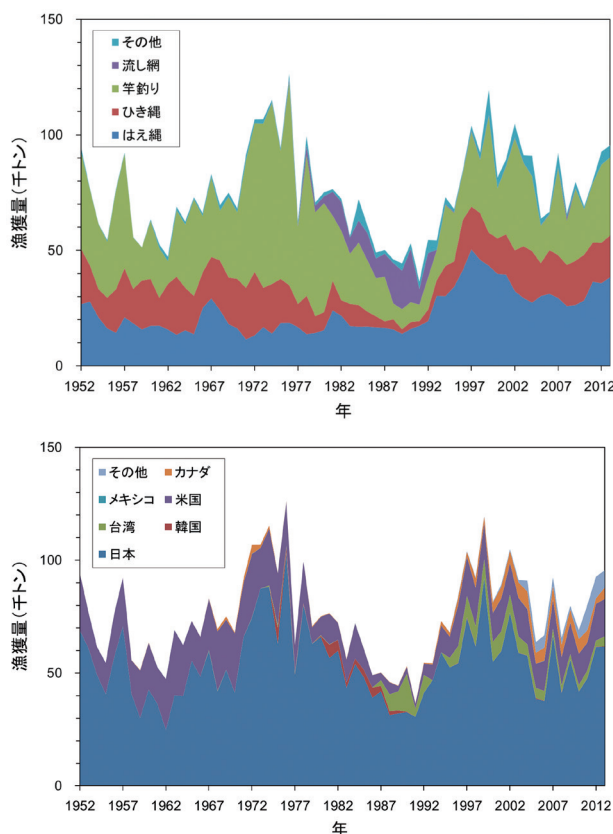 150
100
50
0
漁獲量(千トン)
その他
流し網
竿釣り
ひき縄
はえ縄
1952 1957 1962 1967 1972 1977 1982 1987 1992 1997 2002 2007 2012
年
150
100
50
0
漁獲量(千トン)
その他 カナダ
メキシコ 米国
台湾 韓国
日本
1952 1957 1962 1967 1972 1977 1982 1987 1992 1997 2002 2007 2012
年